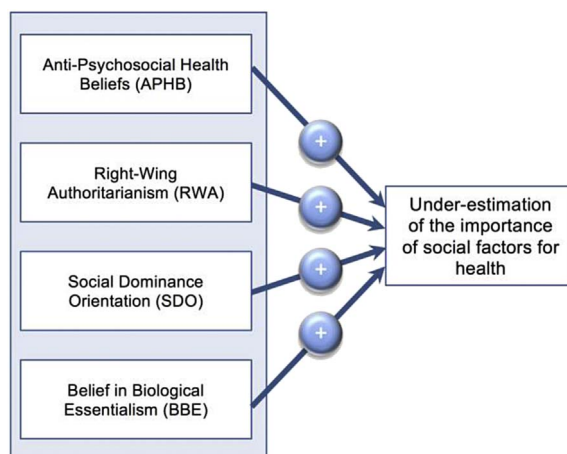 Anti-Psychosocial Health
Beliefs (APHB)
+
Right-Wing
Authoritarianism (RWA)
+
Under-estimation
of the importance
of social factors for
health
Social Dominance
Orientation (SDO)
+
+
Belief in Biological
Essentialism (BBE)